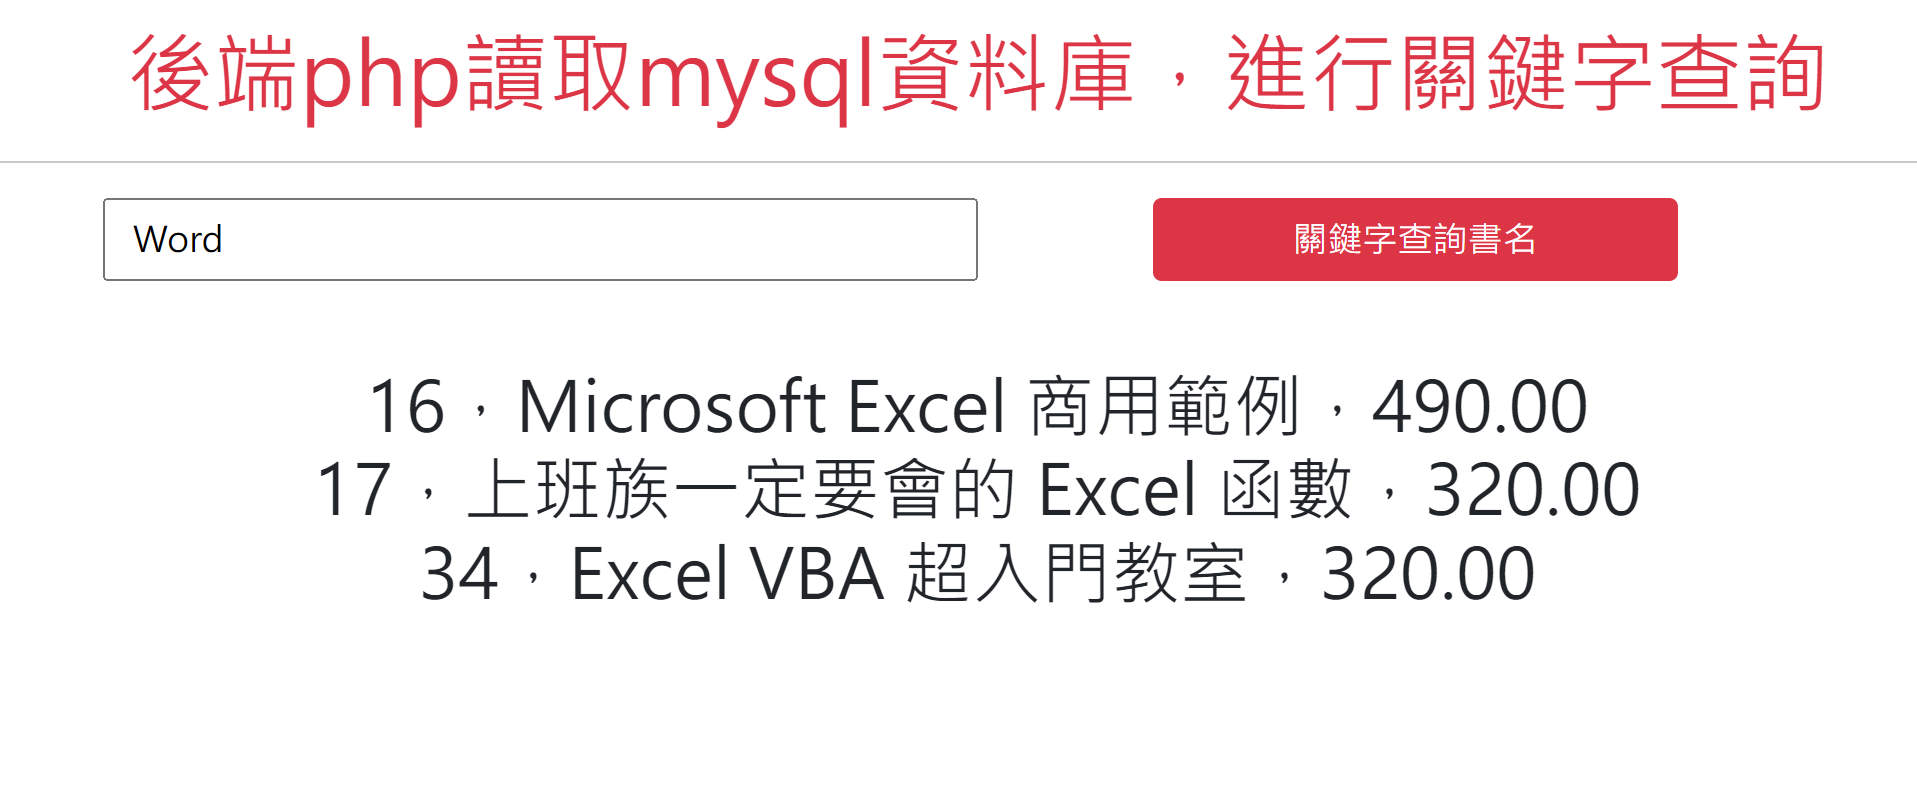 後端php讀取mysql資料庫，進行關鍵字查詢
Word
關鍵字查詢書名
16，Microsoft Excel 商用範例，490.00
17，上班族一定要會的 Excel 函數，320.00
34，Excel VBA 超入門教室，320.00